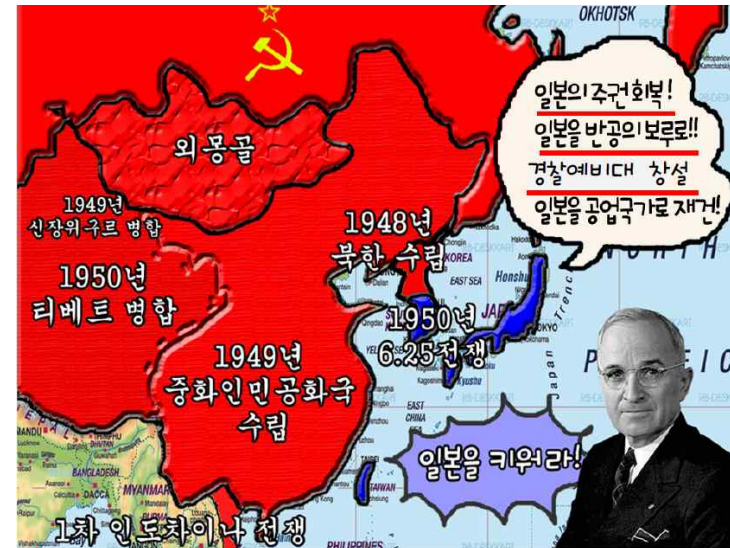 OKHOTSK
일본의 주권회복!
일본을 반공의 보루로!!
경찰예비대 창설
일본을 공업국가로 재건!
외몽골
1949년
신장위구르 병합
1950년
티베트 병합
1948년
북한 수립
KOREA
EAST SEA
Honshu
1950년
6.25전쟁
1949년
중화인민공화국
수립
Japan Trenc
Kyushu
EAST
CHINA
일본을 키워라!
TAIWAN
BHUTAN
BANGLADESH
DACCA
MYANMAR
1차 인도차이나 전쟁
PHILIPPINES